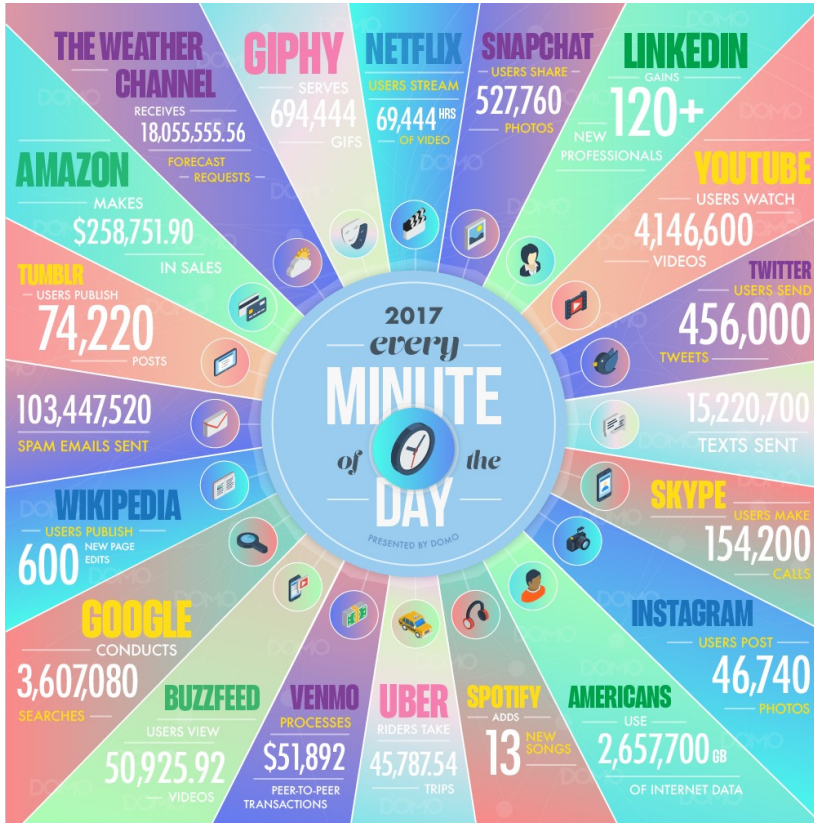 THE WEATHER
CHANNEL
RECEIVES
18,055,555.56
FORECAST
REQUESTS
GIPHY
SERVES
694,444
GIFS
NETFLIX
USERS STREAM
69,444 HRS
OF VIDEO
SNAPCHAT
USERS SHARE
527,760
PHOTOS
LINKEDIN
GAINS
120+
NEW
PROFESSIONALS
YOUTUBE
USERS WATCH
4,146,600
VIDEOS
TWITTER
USERS SEND
456,000
TWEETS
15,220,700
TEXTS SENT
SKYPE
USERS MAKE
154,200
CALLS
INSTAGRAM
USERS POST
46,740
PHOTOS
AMERICANS
USE
2,657,700 GB
OF INTERNET DATA
SPOTIFY
ADDS
13 NEW
SONGS
UBER
RIDERS TAKE
45,787.54
TRIPS
VENMO
PROCESSES
$51,892
PEER-TO-PEER
TRANSACTIONS
BUZZFEED
USERS VIEW
50,925.92
VIDEOS
GOOGLE
CONDUCTS
3,607,080
SEARCHES
WIKIPEDIA
USERS PUBLISH
600 NEW PAGE
EDITS
103,447,520
SPAM EMAILS SENT
TUMBLR
USERS PUBLISH
74,220
POSTS
AMAZON
MAKES
$258,751.90
IN SALES
2017
every
MINUTE
of the
DAY
PRESENTED BY DOMO
DOMO